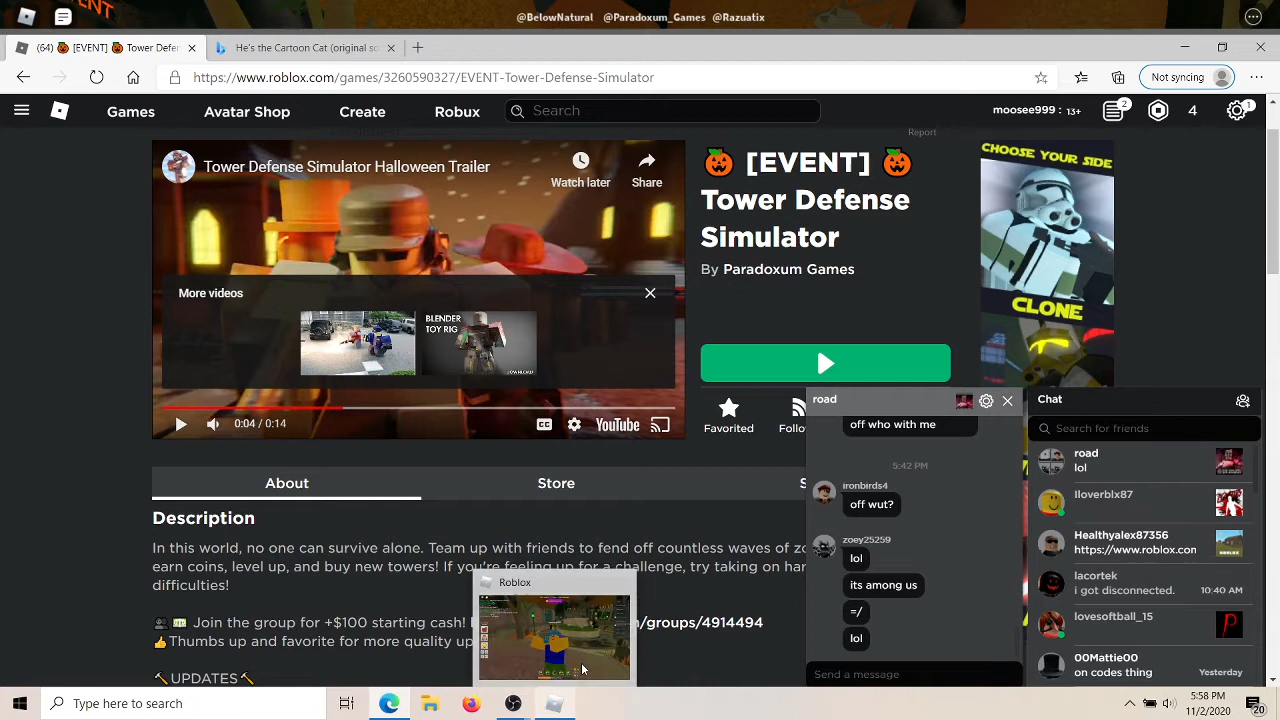 @BelowNatural @Paradoxum_Games @Razuatix
(64) 🎃 [EVENT] 🎃 Tower Defen
He's the Cartoon Cat (original so
https://www.roblox.com/games/3260590327/EVENT-Tower-Defense-Simulator
Not syncing
Games
Avatar Shop
Create
Robux
Search
moosee999 : 13+
2
4
1
Report
Tower Defense Simulator Halloween Trailer
Watch later
Share
More videos
BLENDER
TOY RIG
0:04 / 0:14
CC
YouTube
🎃 [EVENT] 🎃
Tower Defense
Simulator
By Paradoxum Games
CHOOSE YOUR SIDE
CLONE
Favorited
Follo
About
Store
S
Description
In this world, no one can survive alone. Team up with friends to fend off countless waves of zo
earn coins, level up, and buy new towers! If you're feeling up for a challenge, try taking on har
difficulties!
Join the group for +$100 starting cash!
m/groups/4914494
👍Thumbs up and favorite for more quality up
🔨UPDATES🔨
Roblox
road
off who with me
5:42 PM
ironbirds4
off wut?
zoey25259
lol
its among us
=/
lol
Send a message
Chat
Search for friends
road
lol
Iloverblx87
Healthyalex87356
https://www.roblox.con
lacortek
i got disconnected.
10:40 AM
lovesoftball_15
00Mattie00
on codes thing
Yesterday
Type here to search
5:58 PM
11/2/2020
20